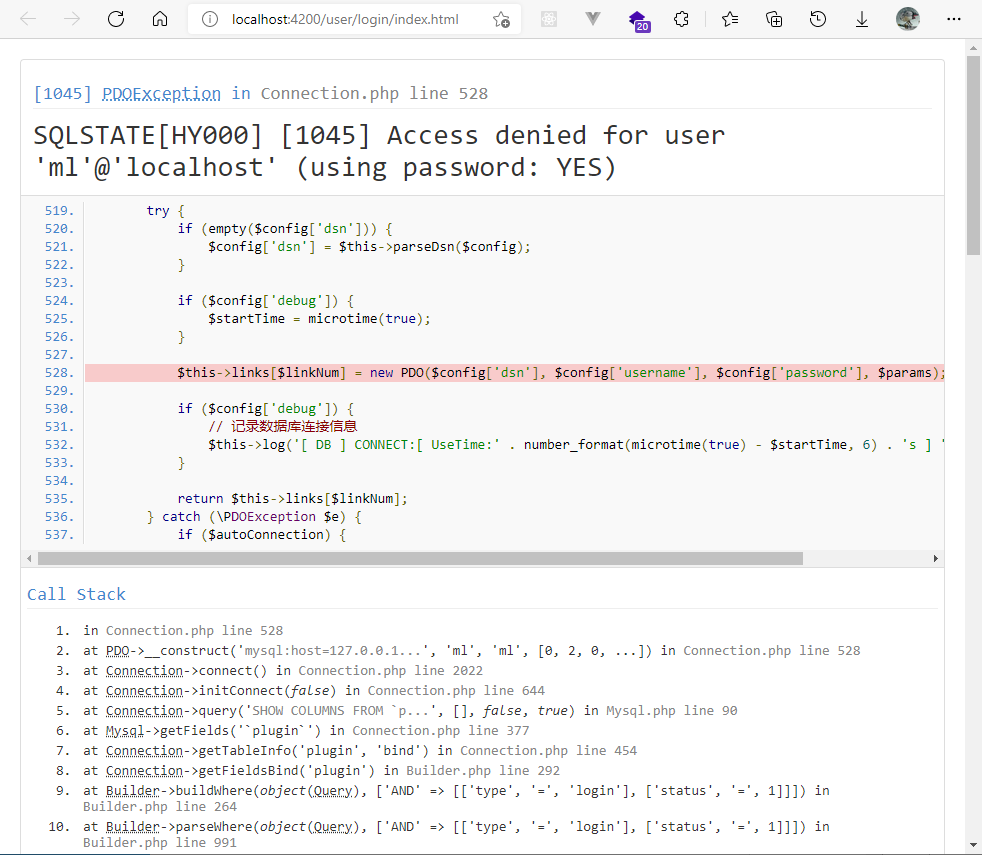 localhost:4200/user/login/index.html
20
[1045] PDOException in Connection.php line 528
SQLSTATE[HY000] [1045] Access denied for user
'ml'@'localhost' (using password: YES)
519. try {
520. if (empty($config['dsn'])) {
521. $config['dsn'] = $this->parseDsn($config);
522. }
523.
524. if ($config['debug']) {
525. $startTime = microtime(true);
526. }
527.
528. $this->links[$linkNum] = new PDO($config['dsn'], $config['username'], $config['password'], $params);
529.
530. if ($config['debug']) {
531. // 记录数据库连接信息
532. $this->log('[ DB ] CONNECT:[ UseTime:' . number_format(microtime(true) - $startTime, 6) . 's ] '
533. }
534.
535. return $this->links[$linkNum];
536. } catch (\PDOException $e) {
537. if ($autoConnection) {
Call Stack
1. in Connection.php line 528
2. at PDO->__construct('mysql:host=127.0.0.1...', 'ml', 'ml', [0, 2, 0, ...]) in Connection.php line 528
3. at Connection->connect() in Connection.php line 2022
4. at Connection->initConnect(false) in Connection.php line 644
5. at Connection->query('SHOW COLUMNS FROM `p...', [], false, true) in Mysql.php line 90
6. at Mysql->getFields('`plugin`') in Connection.php line 377
7. at Connection->getTableInfo('plugin', 'bind') in Connection.php line 454
8. at Connection->getFieldsBind('plugin') in Builder.php line 292
9. at Builder->buildWhere(object(Query), ['AND' => [['type', '=', 'login'], ['status', '=', 1]]]) in
Builder.php line 264
10. at Builder->parseWhere(object(Query), ['AND' => [['type', '=', 'login'], ['status', '=', 1]]]) in
Builder.php line 991